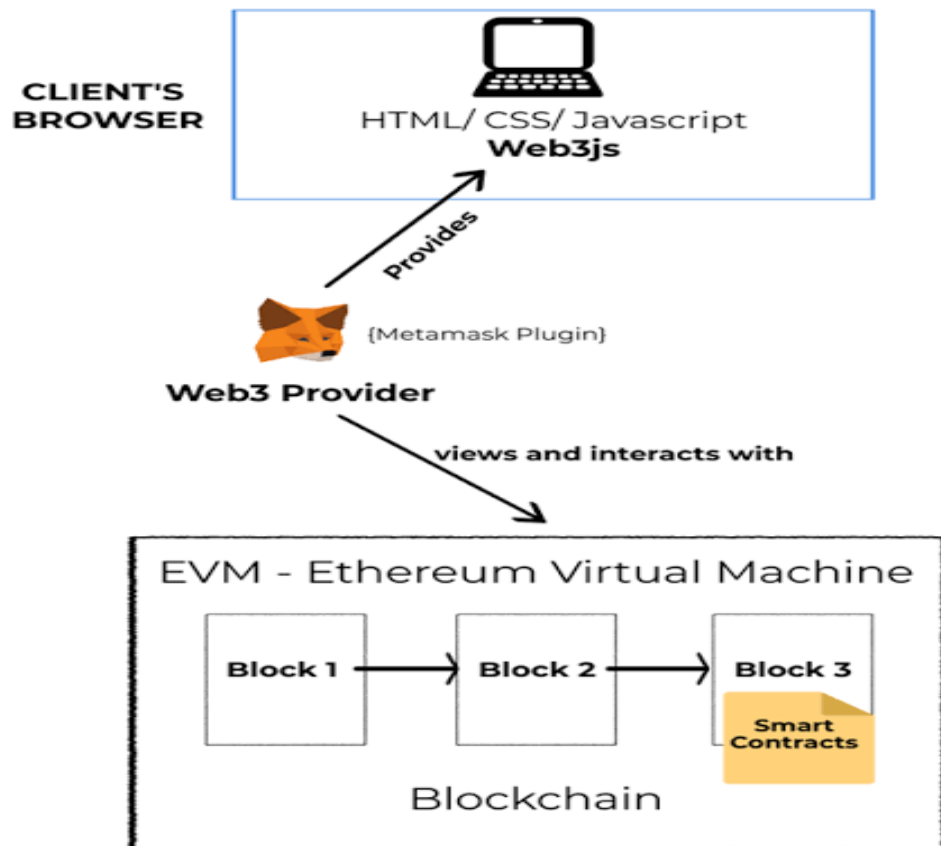 CLIENT'S
BROWSER
HTML/ CSS/ Javascript
Web3js
Provides
{Metamask Plugin}
Web3 Provider
views and interacts with
EVM - Ethereum Virtual Machine
Block 1
Block 2
Block 3
Smart
Contracts
Blockchain